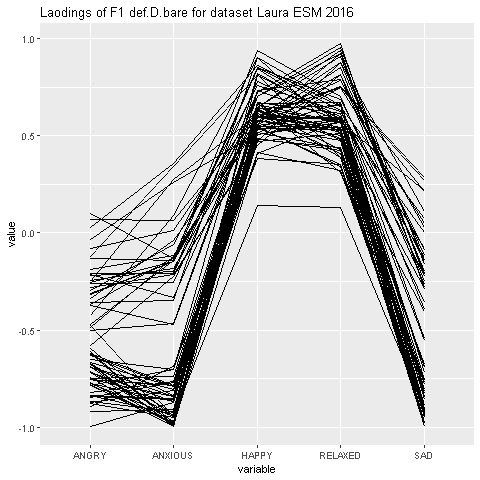 Laodings of F1 def.D.bare for dataset Laura ESM 2016
1.0
0.5
0.0
-0.5
-1.0
value
ANGRY ANXIOUS HAPPY RELAXED SAD
variable